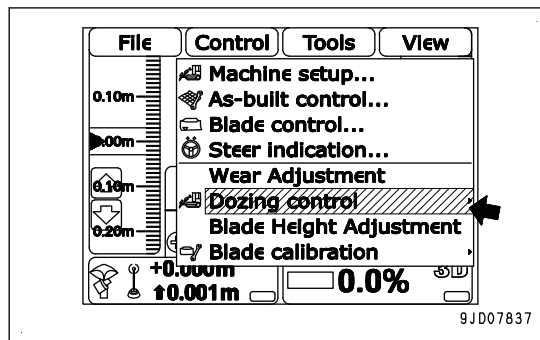 File Control Tools View
Machine setup...
0.10m
As-built control...
Blade control...
0.00m
Steer indication...
Wear Adjustment
0.10m
Dozing control
Blade Height Adjustment
0.20m
Blade calibration
+0.000m
0.001m
0.0%
3D
9JD07837